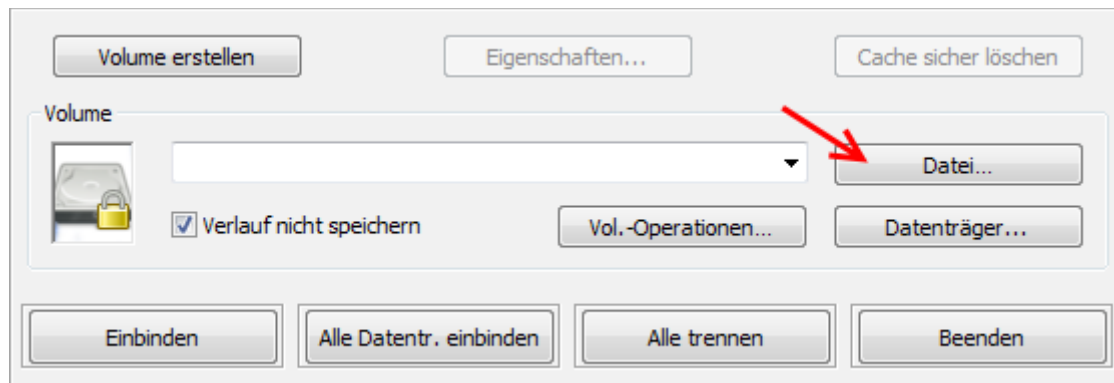 Volume erstellen
Eigenschaften...
Cache sicher löschen
Volume
Datei...
Verlauf nicht speichern
Vol.-Operationen...
Datenträger...
Einbinden
Alle Datentr. einbinden
Alle trennen
Beenden